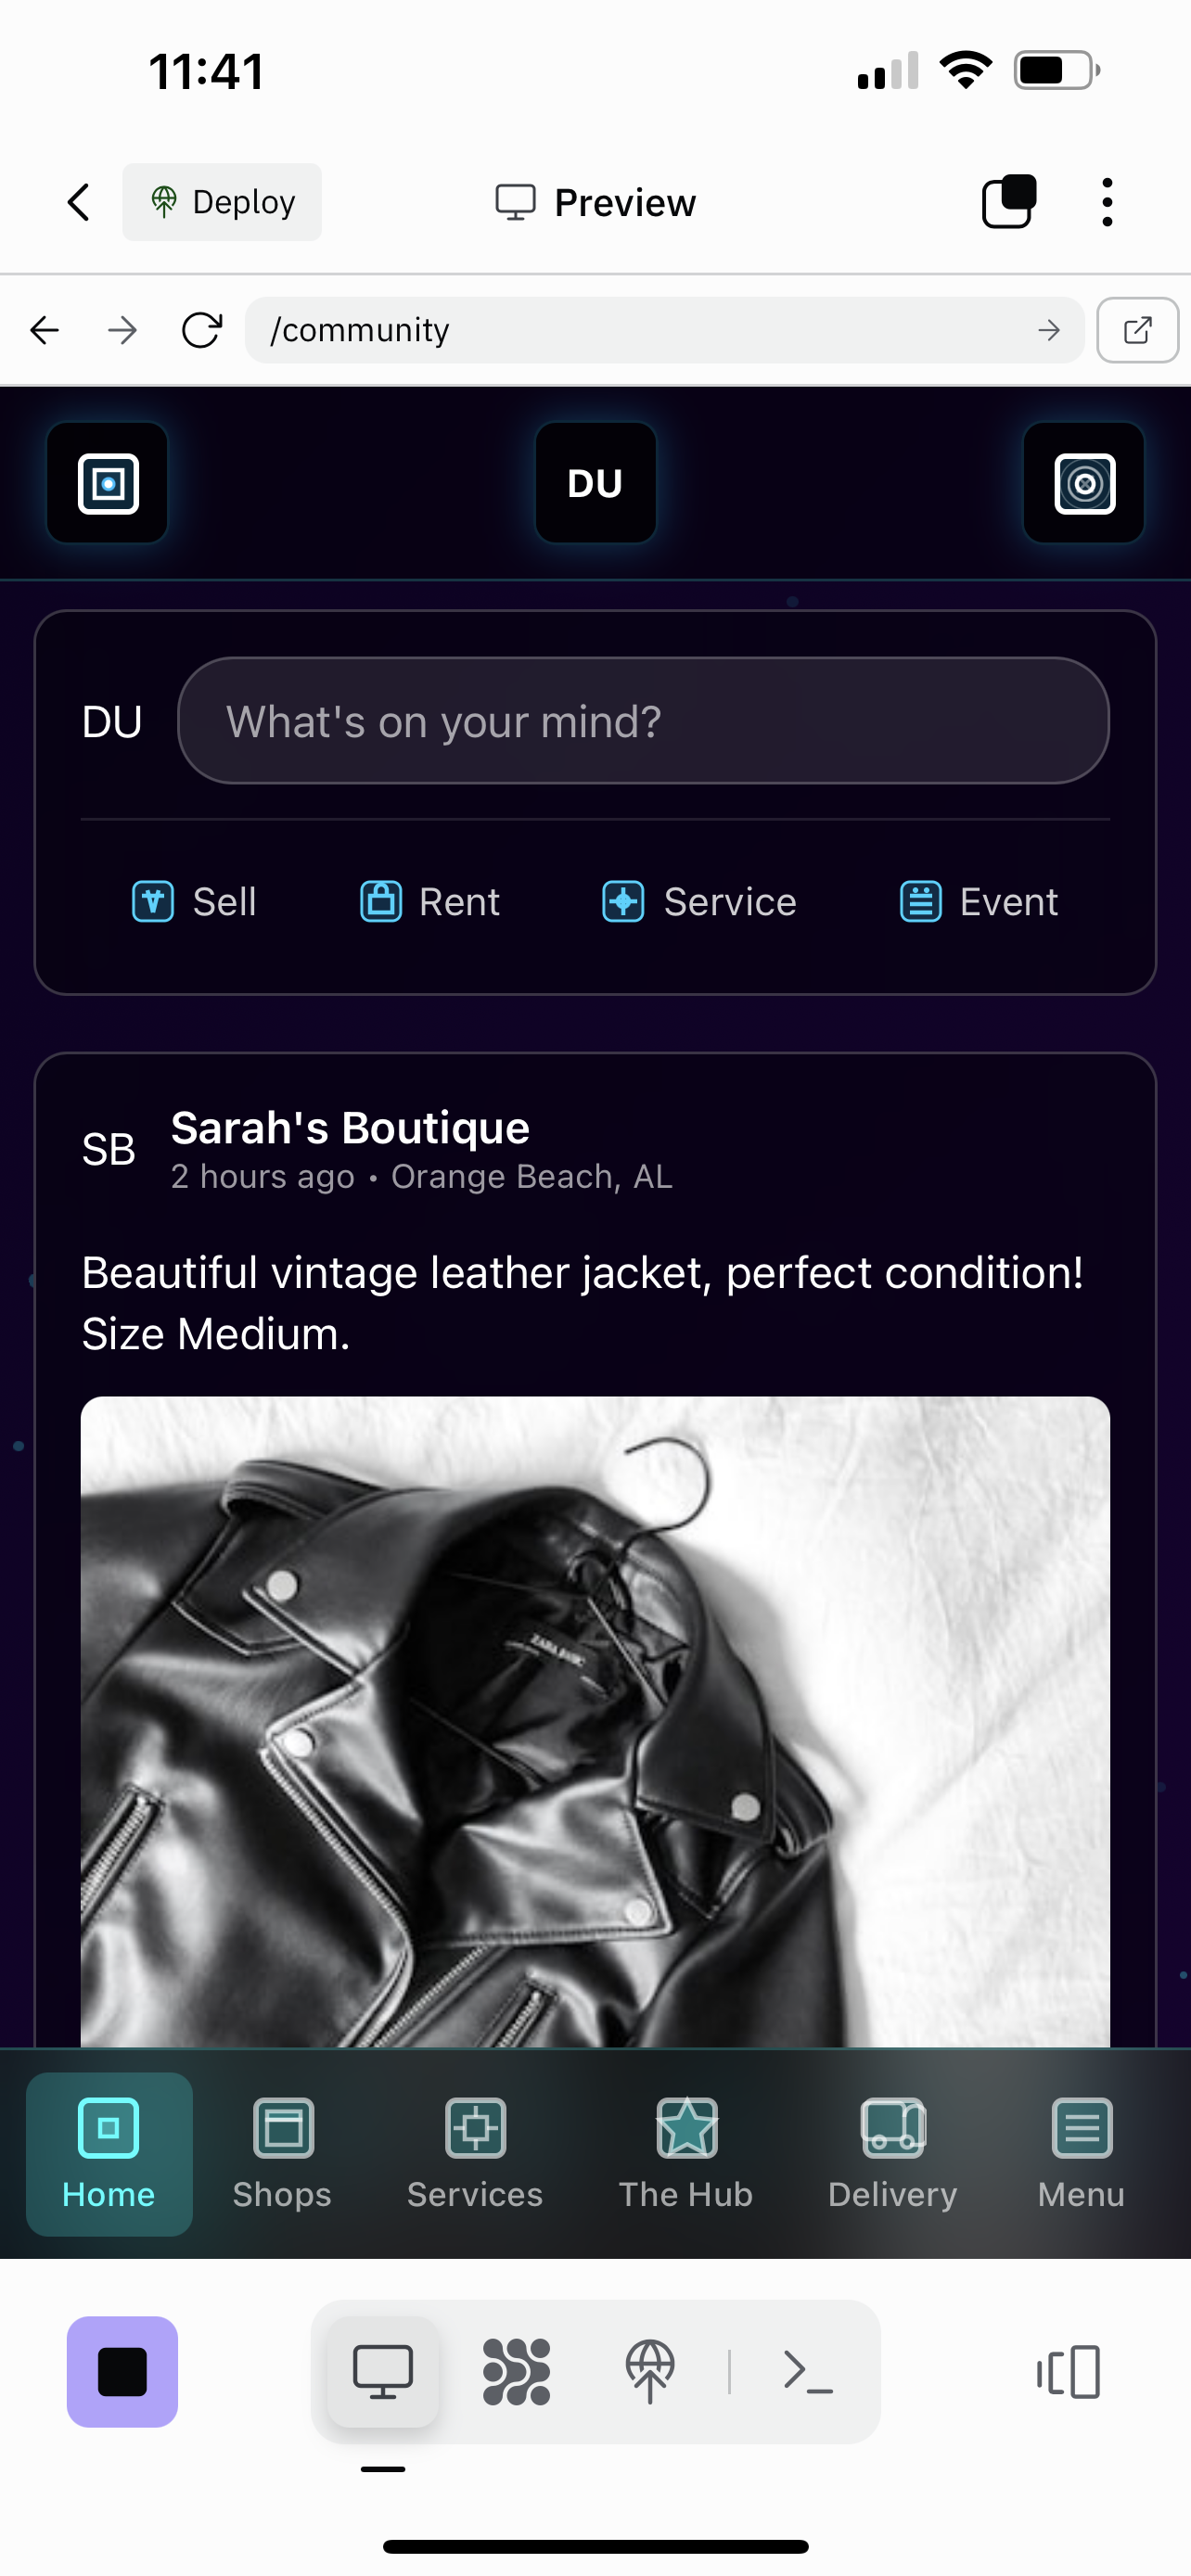 11:41
Deploy
Preview
/community
DU
DU
What's on your mind?
Sell
Rent
Service
Event
SB
Sarah's Boutique
2 hours ago • Orange Beach, AL
Beautiful vintage leather jacket, perfect condition!
Size Medium.
ZARA BASIC
Home
Shops
Services
The Hub
Delivery
Menu